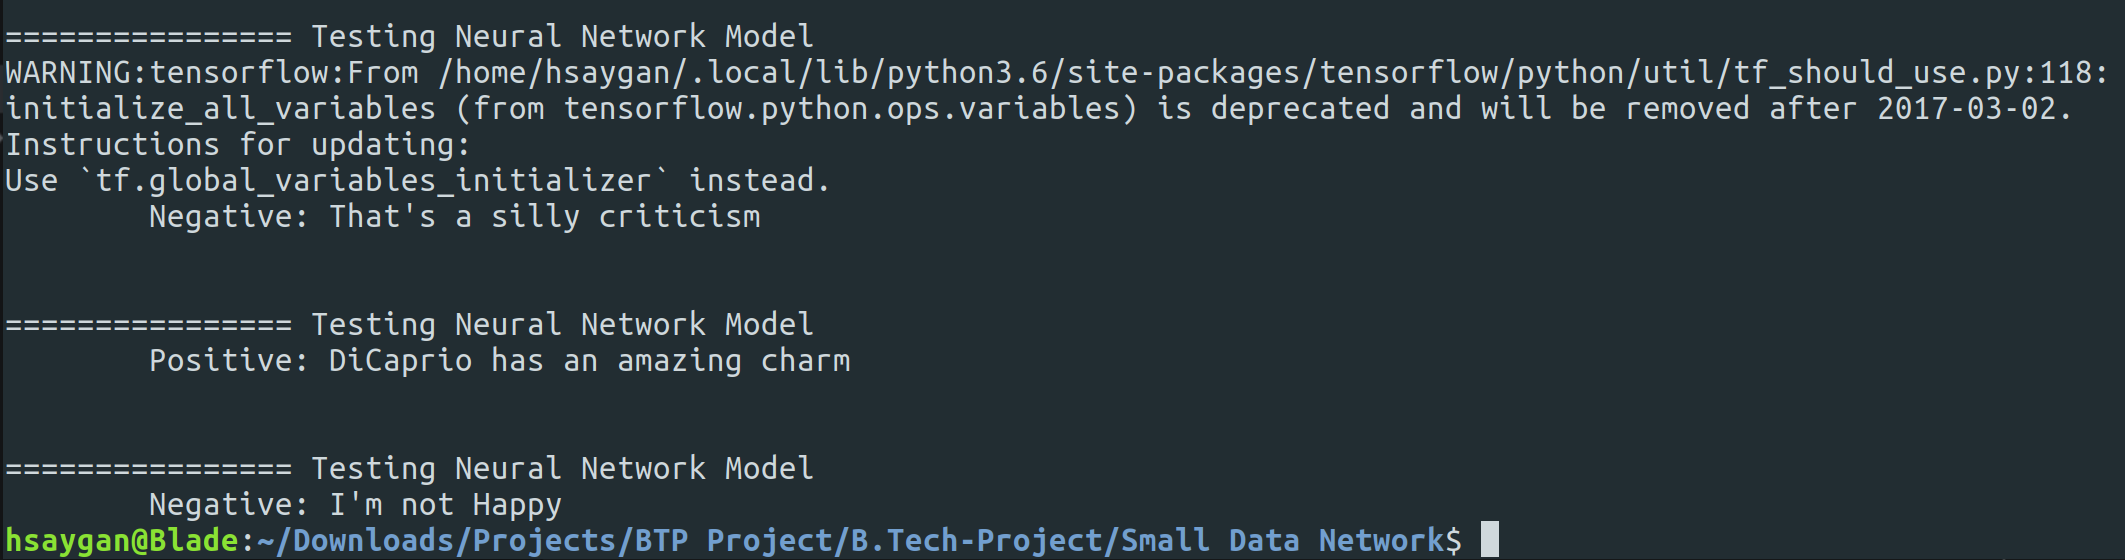 ================ Testing Neural Network Model
WARNING:tensorflow:From /home/hsaygan/.local/lib/python3.6/site-packages/tensorflow/python/util/tf_should_use.py:118:
initialize_all_variables (from tensorflow.python.ops.variables) is deprecated and will be removed after 2017-03-02.
Instructions for updating:
Use `tf.global_variables_initializer` instead.
        Negative: That's a silly criticism
================ Testing Neural Network Model
        Positive: DiCaprio has an amazing charm
================ Testing Neural Network Model
        Negative: I'm not Happy
hsaygan@Blade:~/Downloads/Projects/BTP Project/B.Tech-Project/Small Data Network$